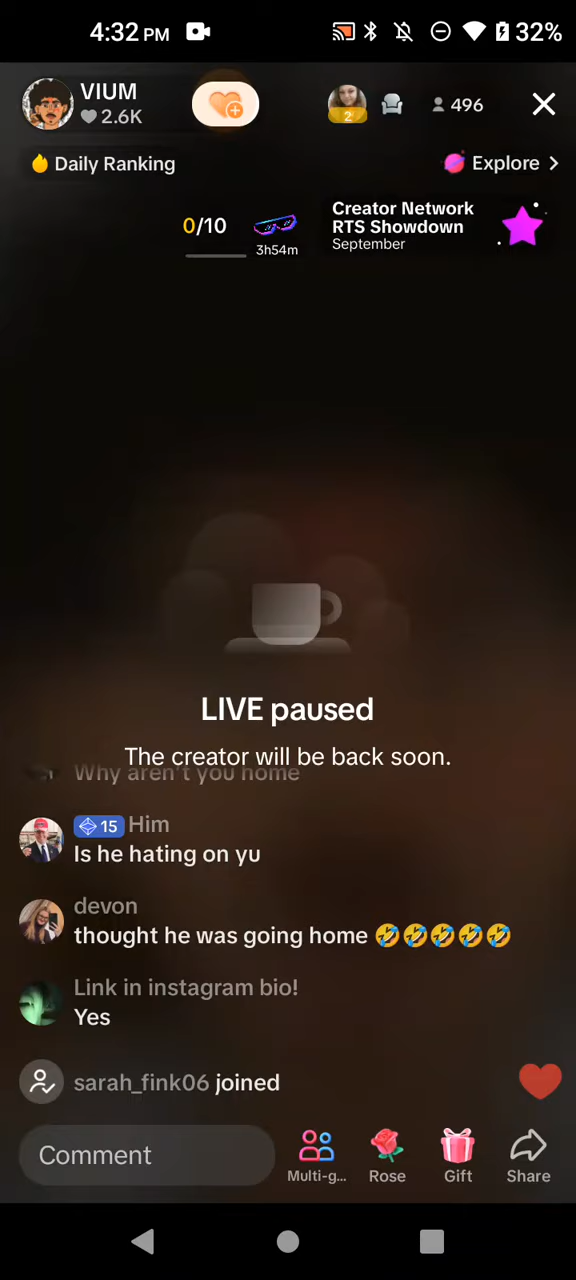 4:32 PM
32%
VIUM
2.6K
2
496
Daily Ranking
Explore >
0/10
3h54m
Creator Network
RTS Showdown
September
LIVE paused
The creator will be back soon.
Why aren't you home
15 Him
Is he hating on yu
devon
thought he was going home 🤣🤣🤣🤣🤣
Link in instagram bio!
Yes
sarah_fink06 joined
Comment
Multi-g...
Rose
Gift
Share